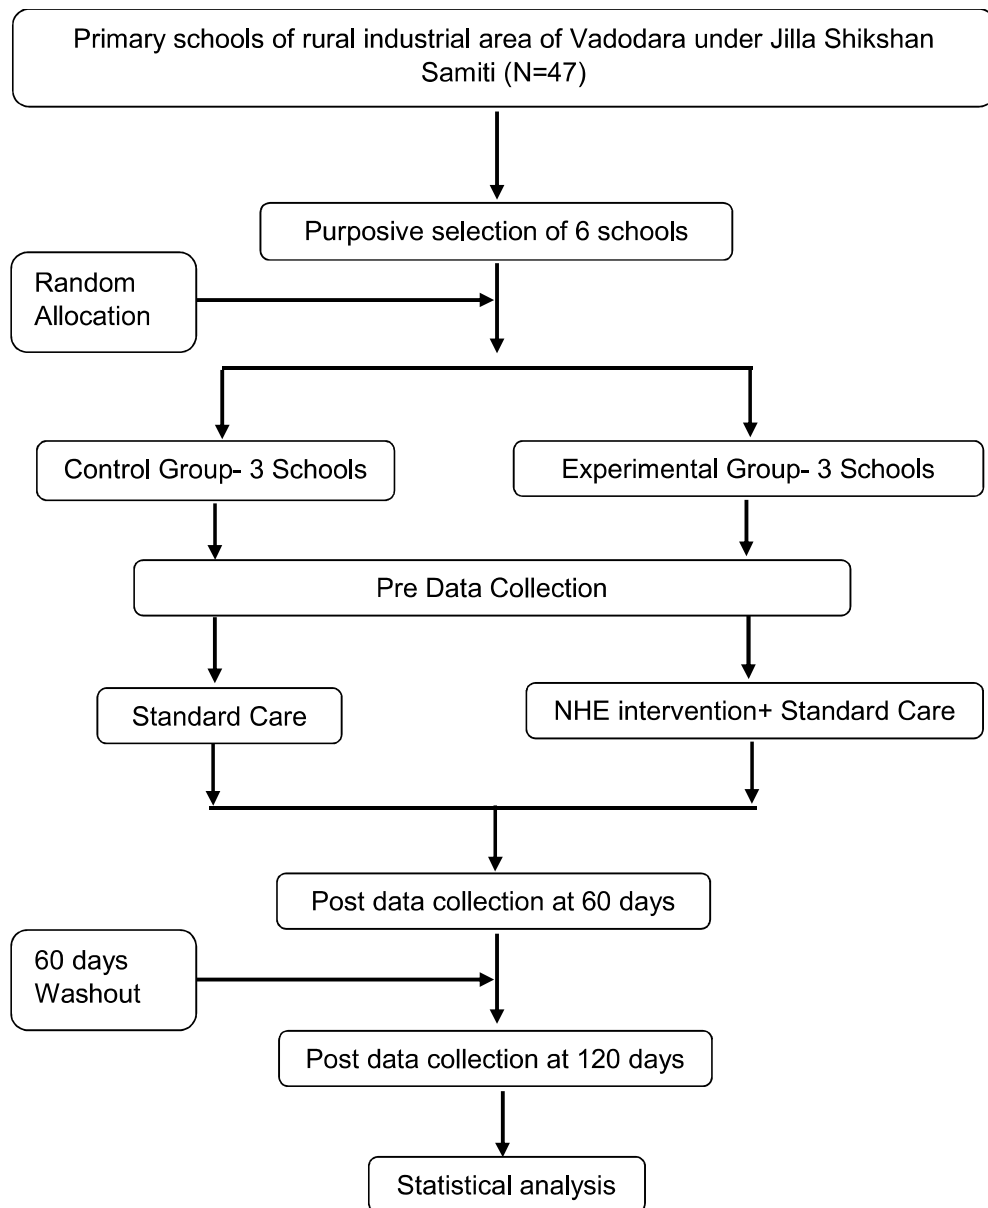 Primary schools of rural industrial area of Vadodara under Jilla Shikshan
Samiti (N=47)
Purposive selection of 6 schools
Random
Allocation
Control Group- 3 Schools
Experimental Group- 3 Schools
Pre Data Collection
Standard Care
NHE intervention+ Standard Care
Post data collection at 60 days
60 days
Washout
Post data collection at 120 days
Statistical analysis